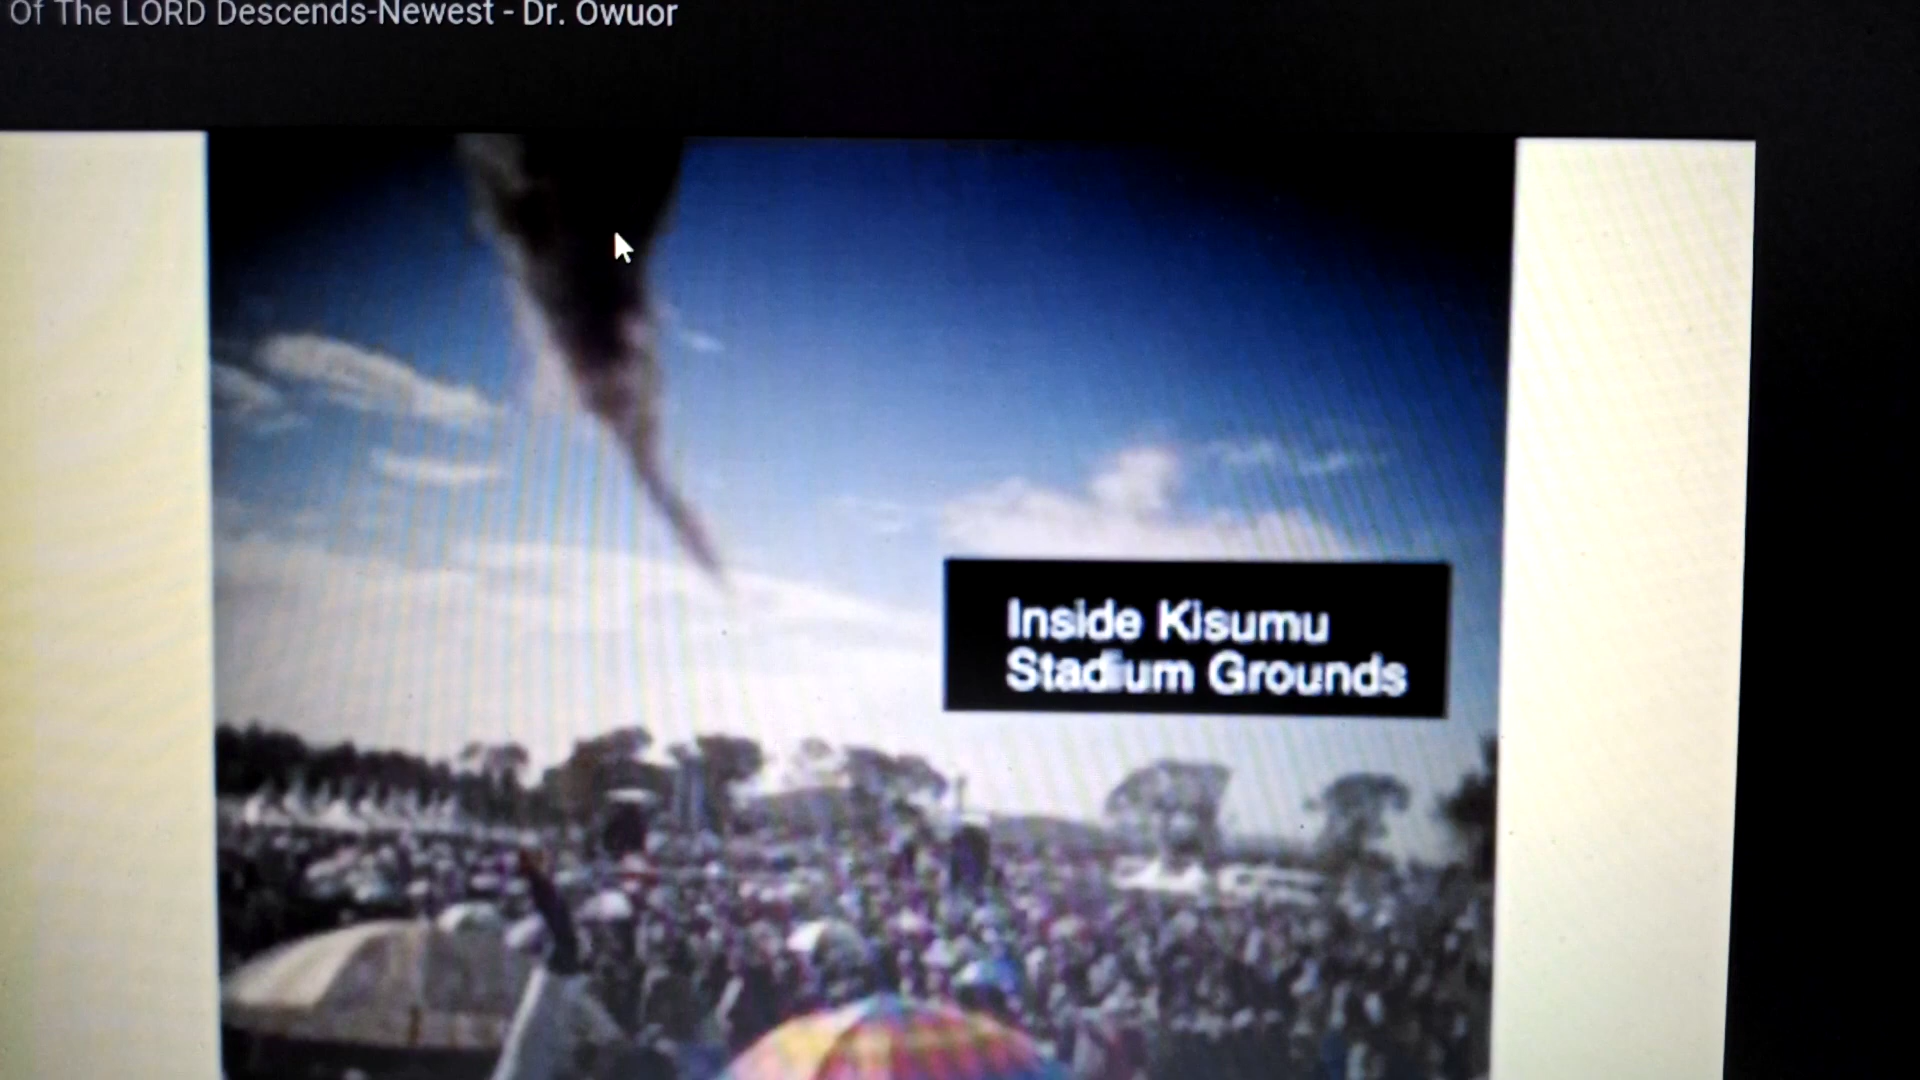 Of The LORD Descends-Newest - Dr. Owuor
Inside Kisumu
Stadium Grounds